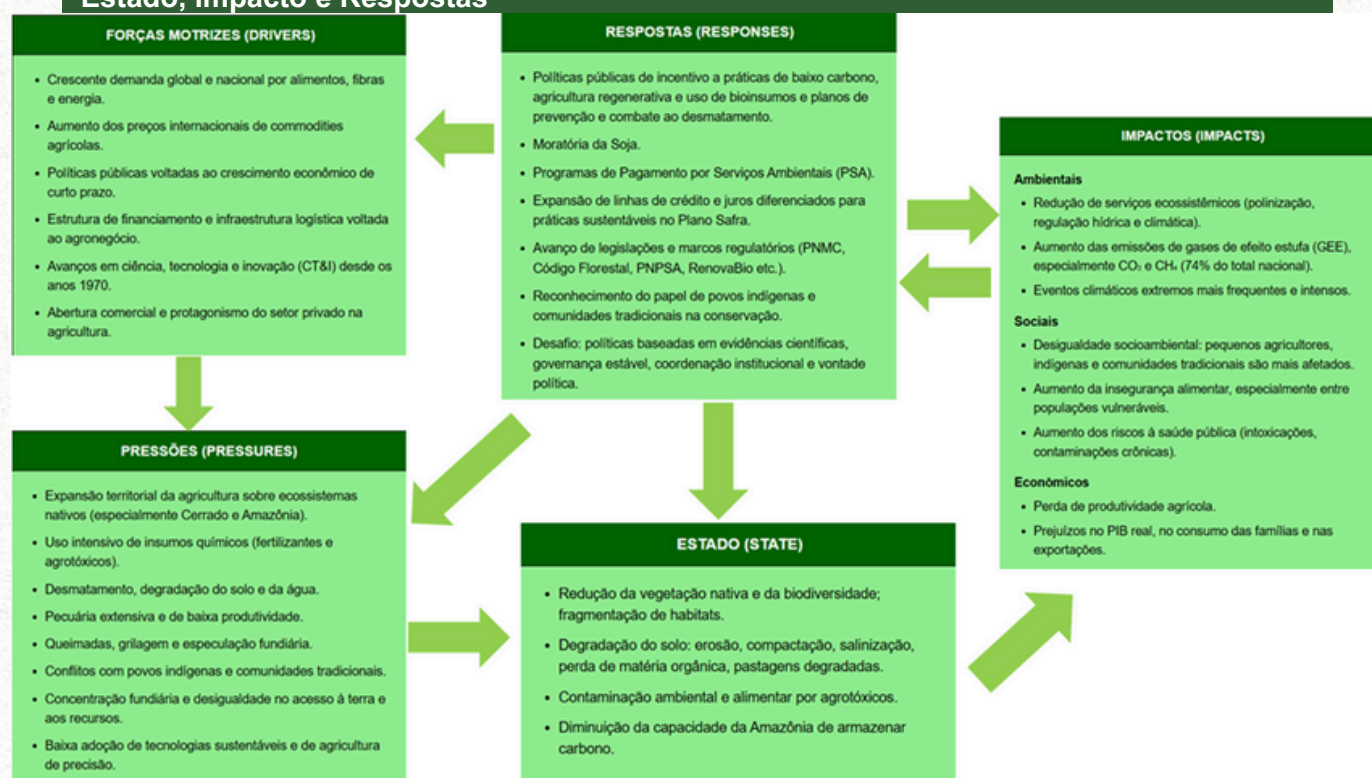 Estado, Impacto e Respostas
FORÇAS MOTRIZES (DRIVERS)
• Crescente demanda global e nacional por alimentos, fibras
e energia.
• Aumento dos preços internacionais de commodities
agrícolas.
• Políticas públicas voltadas ao crescimento econômico de
curto prazo.
• Estrutura de financiamento e infraestrutura logística voltada
ao agronegócio.
• Avanços em ciência, tecnologia e inovação (CT&I) desde os
anos 1970.
• Abertura comercial e protagonismo do setor privado na
agricultura.
RESPOSTAS (RESPONSES)
• Políticas públicas de incentivo a práticas de baixo carbono,
agricultura regenerativa e uso de bioinsumos e planos de
prevenção e combate ao desmatamento.
• Moratória da Soja.
• Programas de Pagamento por Serviços Ambientais (PSA).
• Expansão de linhas de crédito e juros diferenciados para
práticas sustentáveis no Plano Safra.
• Avanço de legislações e marcos regulatórios (PNMC,
Código Florestal, PNPSA, RenovaBio etc.).
• Reconhecimento do papel de povos indígenas e
comunidades tradicionais na conservação.
• Desafio: políticas baseadas em evidências científicas,
governança estável, coordenação institucional e vontade
política.
IMPACTOS (IMPACTS)
Ambientais
• Redução de serviços ecossistêmicos (polinização,
regulação hídrica e climática).
• Aumento das emissões de gases de efeito estufa (GEE),
especialmente CO₂ e CH₄ (74% do total nacional).
• Eventos climáticos extremos mais frequentes e intensos.
Sociais
• Desigualdade socioambiental: pequenos agricultores,
indígenas e comunidades tradicionais são mais afetados.
• Aumento da insegurança alimentar, especialmente entre
populações vulneráveis.
• Aumento dos riscos à saúde pública (intoxicações,
contaminações crônicas).
Econômicos
• Perda de produtividade agrícola.
• Prejuízos no PIB real, no consumo das famílias e nas
exportações.
PRESSÕES (PRESSURES)
• Expansão territorial da agricultura sobre ecossistemas
nativos (especialmente Cerrado e Amazônia).
• Uso intensivo de insumos químicos (fertilizantes e
agrotóxicos).
• Desmatamento, degradação do solo e da água.
• Pecuária extensiva e de baixa produtividade.
• Queimadas, grilagem e especulação fundiária.
• Conflitos com povos indígenas e comunidades tradicionais.
• Concentração fundiária e desigualdade no acesso à terra e
aos recursos.
• Baixa adoção de tecnologias sustentáveis e de agricultura
de precisão.
ESTADO (STATE)
• Redução da vegetação nativa e da biodiversidade;
fragmentação de habitats.
• Degradação do solo: erosão, compactação, salinização,
perda de matéria orgânica, pastagens degradadas.
• Contaminação ambiental e alimentar por agrotóxicos.
• Diminuição da capacidade da Amazônia de armazenar
carbono.